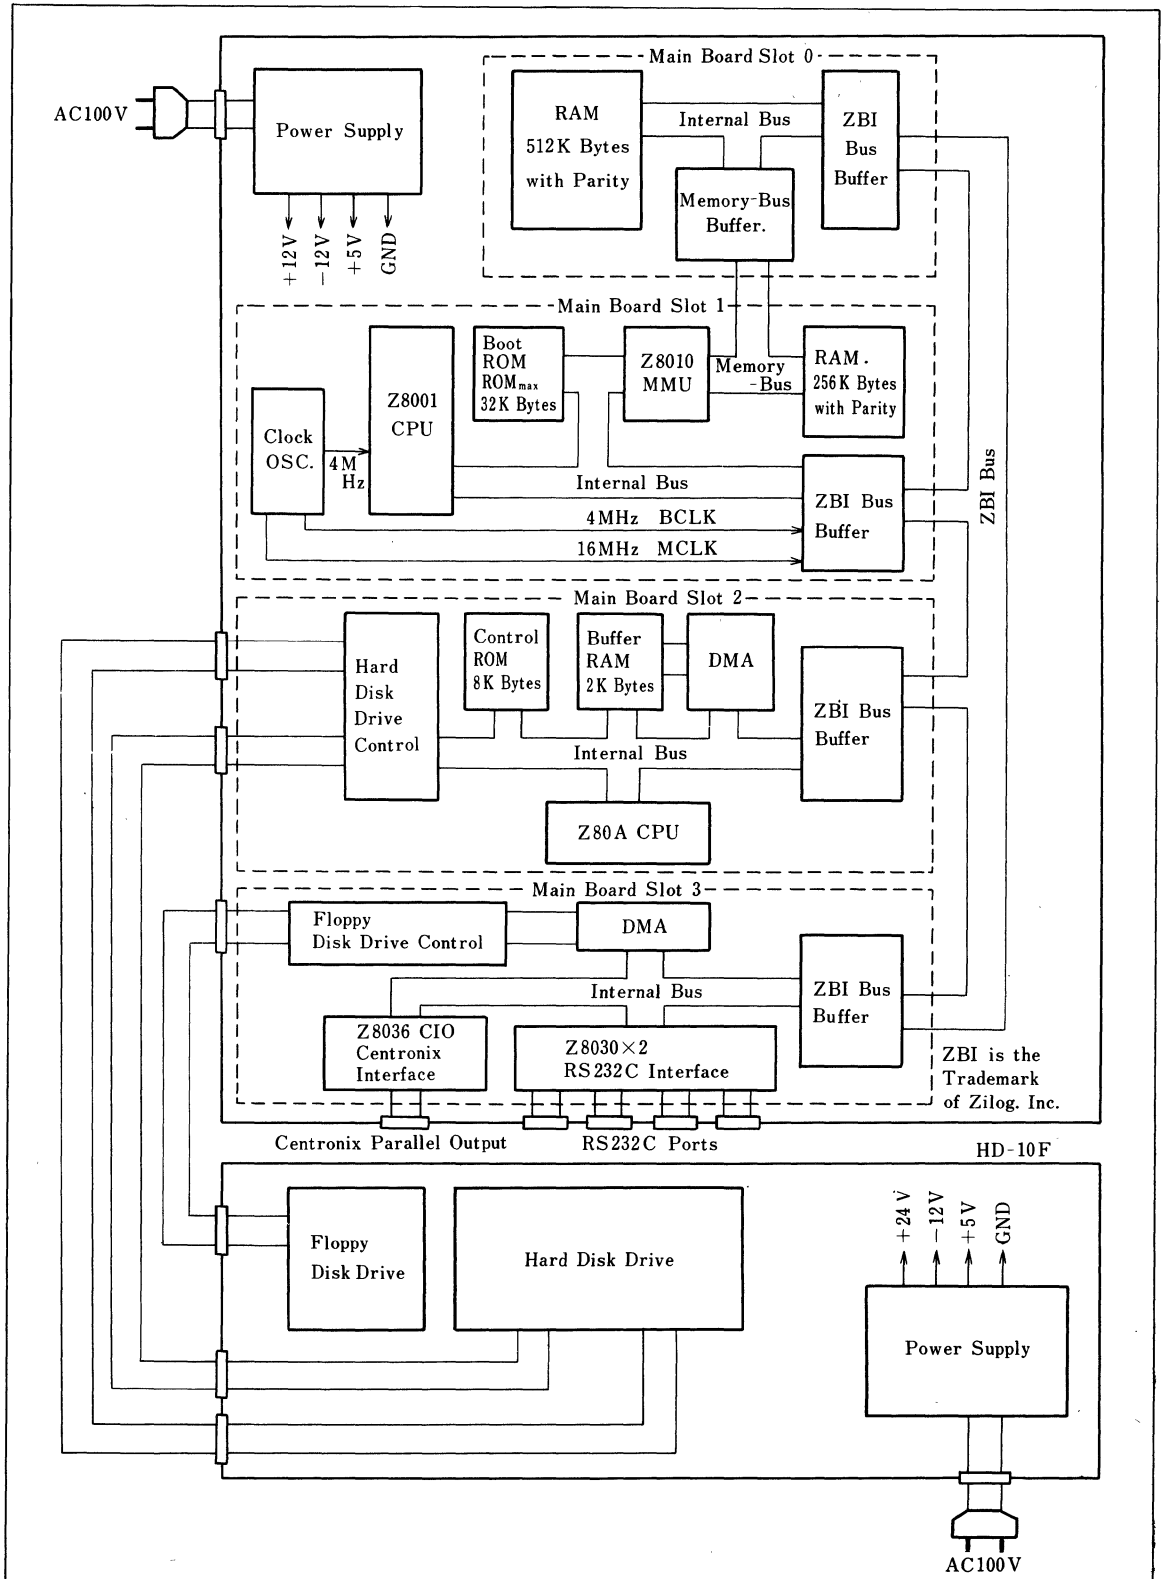 Main Board Slot 0
AC100V
Power Supply
+12V
-12V
+5V
GND
RAM
512K Bytes
with Parity
Internal Bus
ZBI
Bus
Buffer
Memory-Bus
Buffer.
Main Board Slot 1
Clock
OSC.
4M
Hz
Z8001
CPU
Boot
ROM
ROMmax
32K Bytes
Z8010
MMU
Memory
-Bus
RAM.
256K Bytes
with Parity
Internal Bus
4MHz BCLK
16MHz MCLK
ZBI Bus
Buffer
ZBI Bus
Main Board Slot 2
Hard
Disk
Drive
Control
Control
ROM
8K Bytes
Buffer
RAM
2K Bytes
DMA
Internal Bus
Z80A CPU
ZBI Bus
Buffer
Main Board Slot 3
Floppy
Disk Drive Control
DMA
Internal Bus
Z8036 CIO
Centronix
Interface
Z8030×2
RS232C Interface
ZBI Bus
Buffer
ZBI is the
Trademark
of Zilog. Inc.
Centronix Parallel Output
RS232C Ports
HD-10F
Floppy
Disk Drive
Hard Disk Drive
+24V
-12V
+5V
GND
Power Supply
AC100V